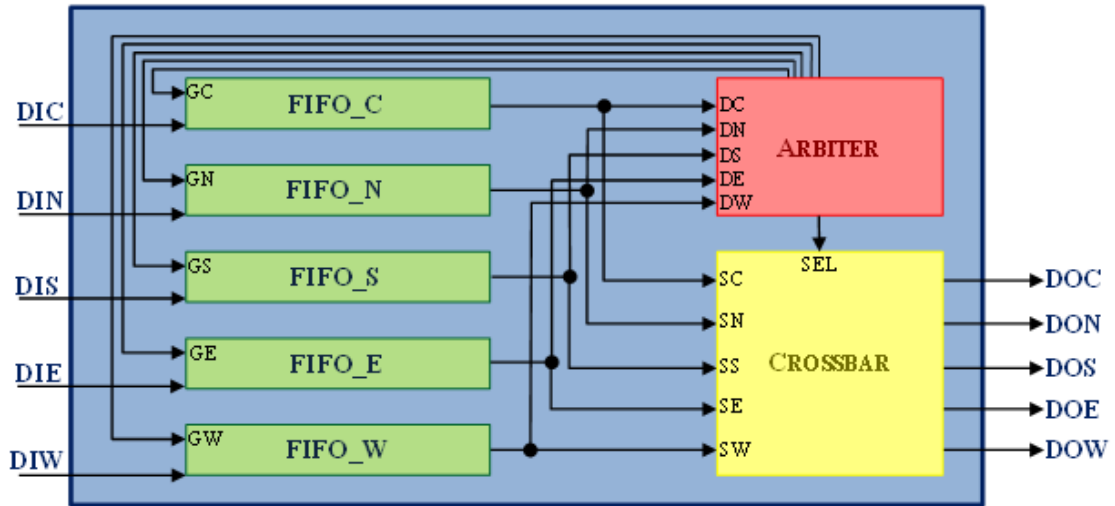 DIC
DIN
DIS
DIE
DIW
GC
FIFO_C
GN
FIFO_N
GS
FIFO_S
GE
FIFO_E
GW
FIFO_W
DC
DN
DS
DE
DW
ARBITER
SEL
SC
SN
SS
SE
SW
CROSSBAR
DOC
DON
DOS
DOE
DOW